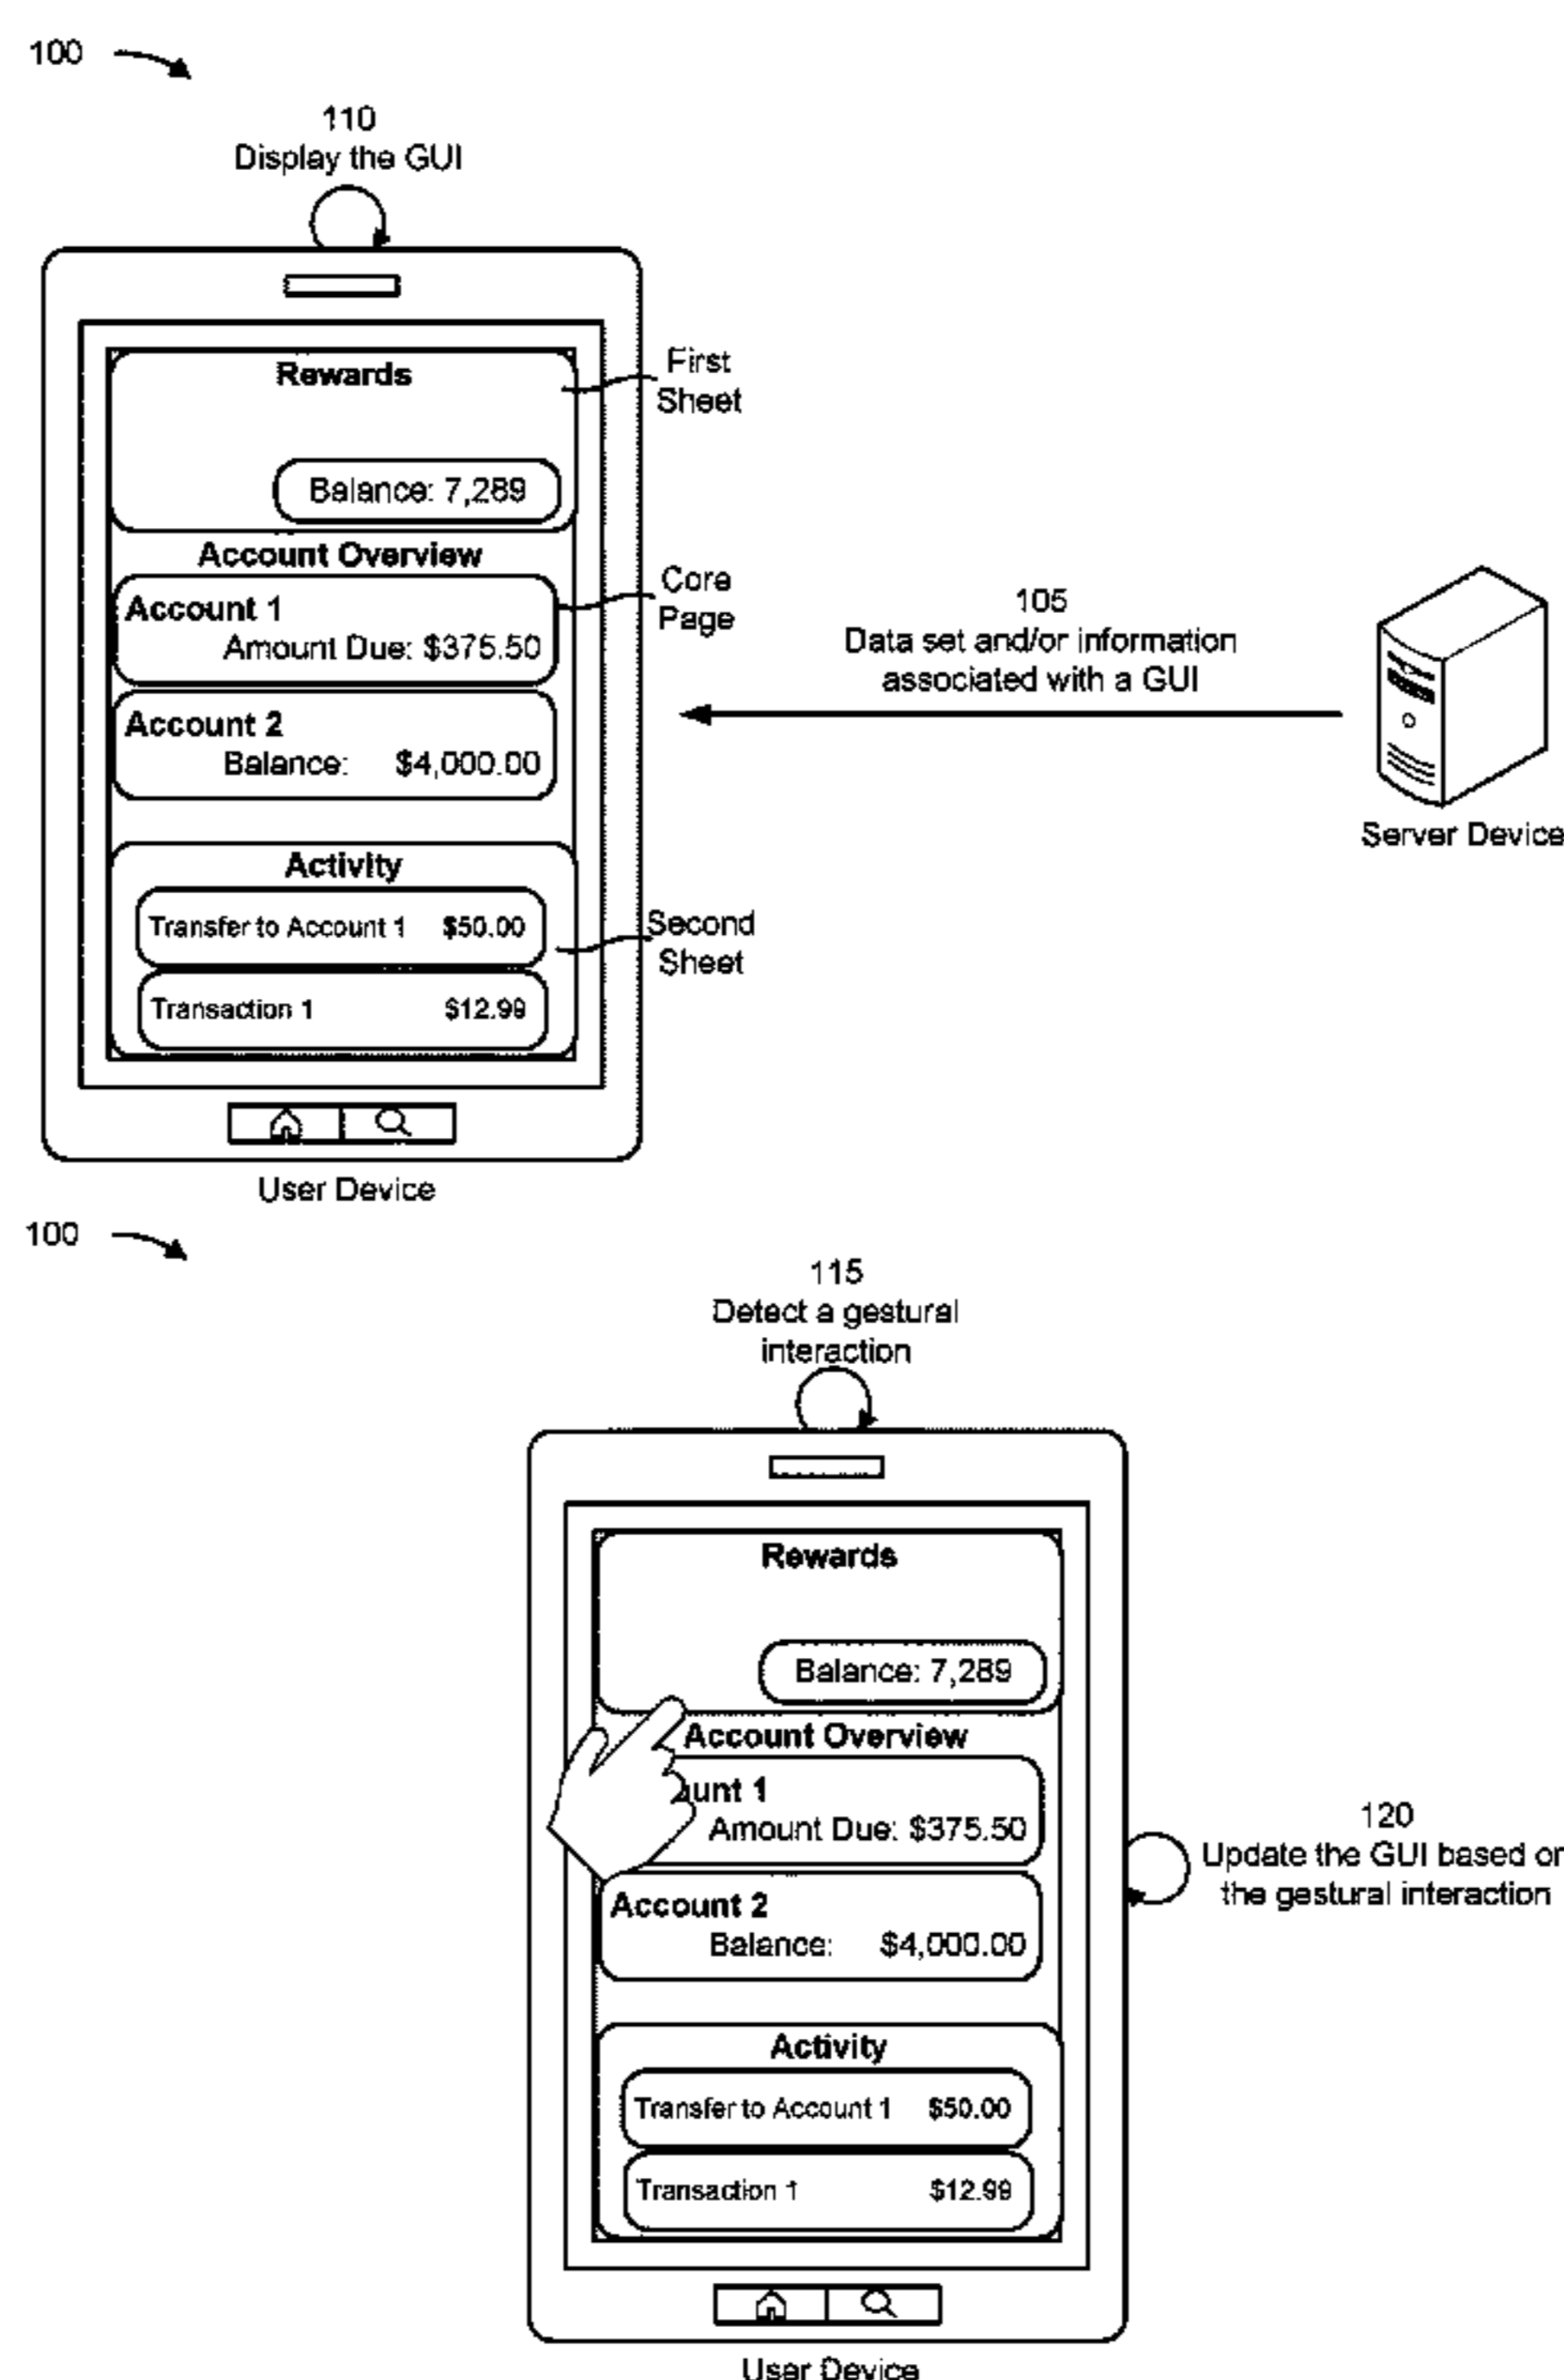 100
110
Display the GUI
Rewards
First
Sheet
Balance: 7,289
Account Overview
Core
Page
Account 1
Amount Due: $375.50
105
Data set and/or information
associated with a GUI
Account 2
Balance: $4,000.00
Server Device
Activity
Transfer to Account 1 $50.00
Second
Sheet
Transaction 1 $12.99
User Device
100
115
Detect a gestural
interaction
Rewards
Balance: 7,289
Account Overview
unt 1
Amount Due: $375.50
120
Update the GUI based on
the gestural interaction
Account 2
Balance: $4,000.00
Activity
Transfer to Account 1 $50.00
Transaction 1 $12.99
User Device